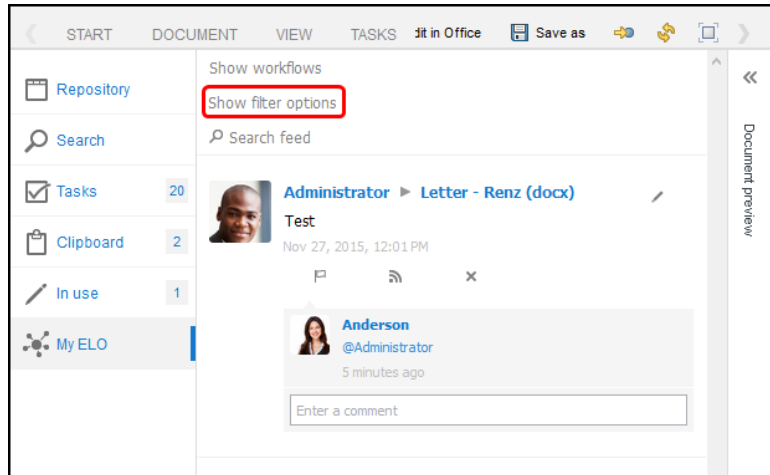 START DOCUMENT VIEW TASKS dit in Office Save as
Repository
Search
Tasks 20
Clipboard 2
In use 1
My ELO
Show workflows
Show filter options
Search feed
Administrator ▶ Letter - Renz (docx)
Test
Nov 27, 2015, 12:01 PM
Anderson
@Administrator
5 minutes ago
Enter a comment
Document preview